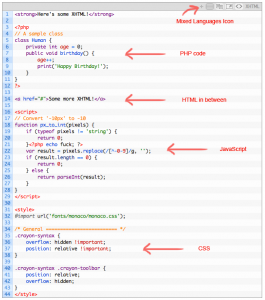 Mixed Languages Icon
XHTML
1 <strong>Here's some XHTML!</strong>
2
3 <?php
4 // A sample class
5 class Human {
6 private int age = 0;
7 public void birthday() {
8 age++;
9 print('Happy Birthday!');
10 }
11 }
12 ?>
13
14 <a href="#">Some more XHTML!</a>
15
16 <script>
17 // Convert '-10px' to -10
18 function px_to_int(pixels) {
19 if (typeof pixels != 'string') {
20 return 0;
21 }<?php echo fuck; ?>
22 var result = pixels.replace(/[^-0-9]/g, '');
23 if (result.length == 0) {
24 return 0;
25 } else {
26 return parseInt(result);
27 }
28 }
29 </script>
30
31 <style>
32 @import url('fonts/monaco/monaco.css');
33
34 /* General ========================= */
35 .crayon-syntax {
36 overflow: hidden !important;
37 position: relative !important;
38 }
39
40 .crayon-syntax .crayon-toolbar {
41 position: relative;
42 overflow: hidden;
43 }
44 </style>
PHP code
HTML in between
JavaScript
CSS